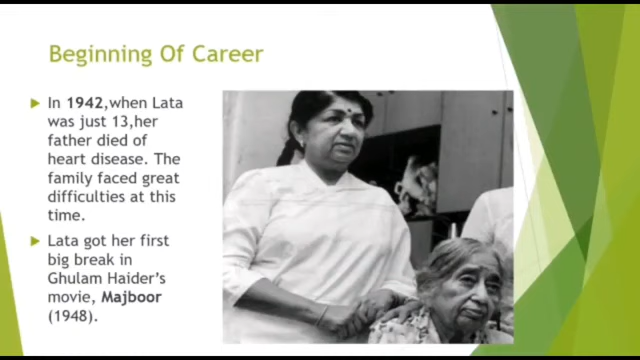 Beginning Of Career
In 1942,when Lata
was just 13,her
father died of
heart disease. The
family faced great
difficulties at this
time.
Lata got her first
big break in
Ghulam Haider's
movie, Majboor
(1948).